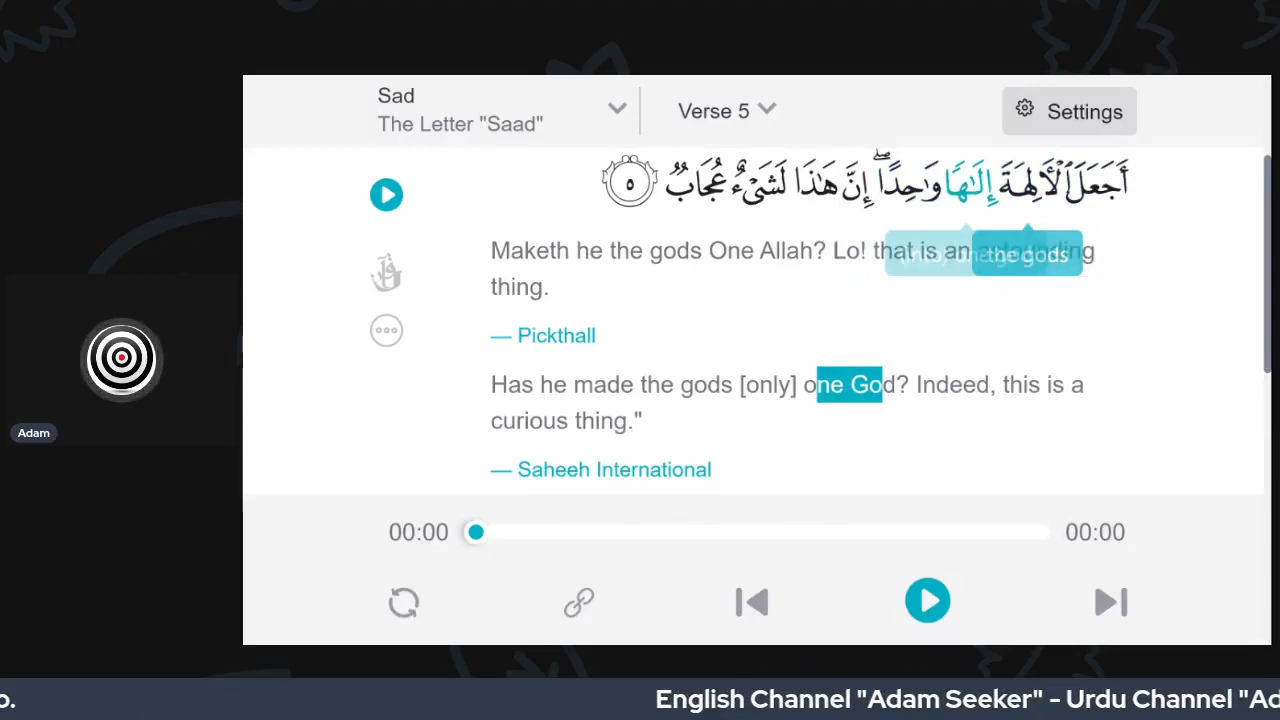 Sad
The Letter "Saad"
Verse 5
Settings
أَجَعَلَ ٱلْأَلِهَةَ إِلَـٰهًا وَٰحِدًا ۖ إِنَّ هَـٰذَا لَشَىْءٌ عُجَابٌ ٥
Maketh he the gods One Allah? Lo! that is an astounding
the gods
thing.
— Pickthall
Has he made the gods [only] one God? Indeed, this is a
curious thing."
— Saheeh International
Adam
00:00
00:00
o.
English Channel "Adam Seeker" - Urdu Channel "Ad